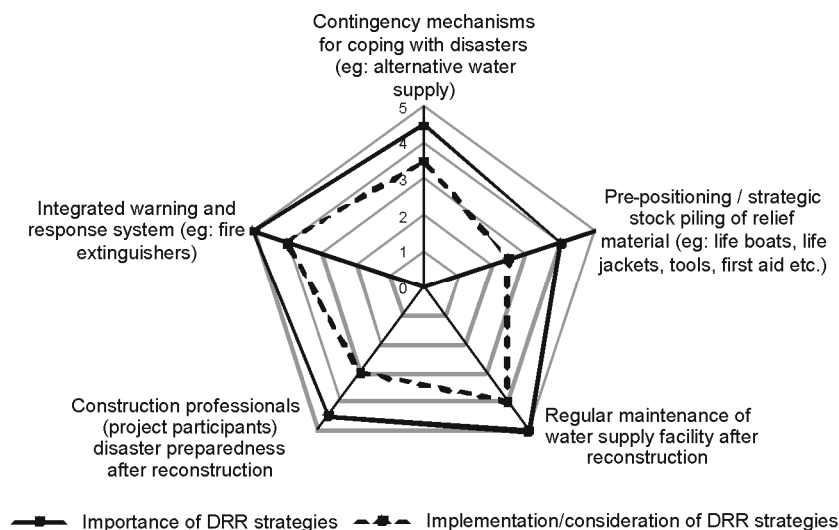 Contingency mechanisms
for coping with disasters
(eg: alternative water
supply)
5
4
3
2
1
0
Integrated warning and
response system (eg: fire
extinguishers)
Pre-positioning / strategic
stock piling of relief
material (eg: life boats, life
jackets, tools, first aid etc.)
Construction professionals
(project participants)
disaster preparedness
after reconstruction
Regular maintenance of
water supply facility after
reconstruction
Importance of DRR strategies
Implementation/consideration of DRR strategies